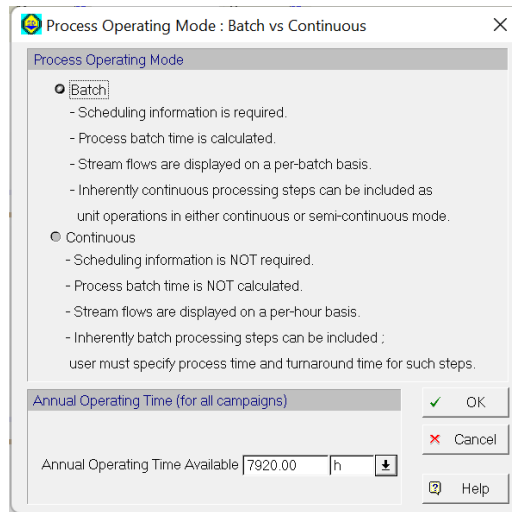 Process Operating Mode : Batch vs Continuous
Process Operating Mode
Batch
- Scheduling information is required.
- Process batch time is calculated.
- Stream flows are displayed on a per-batch basis.
- Inherently continuous processing steps can be included as
unit operations in either continuous or semi-continuous mode.
Continuous
- Scheduling information is NOT required.
- Process batch time is NOT calculated.
- Stream flows are displayed on a per-hour basis.
- Inherently batch processing steps can be included ;
user must specify process time and turnaround time for such steps.
Annual Operating Time (for all campaigns)
OK
Cancel
Annual Operating Time Available 7920.00 h
Help